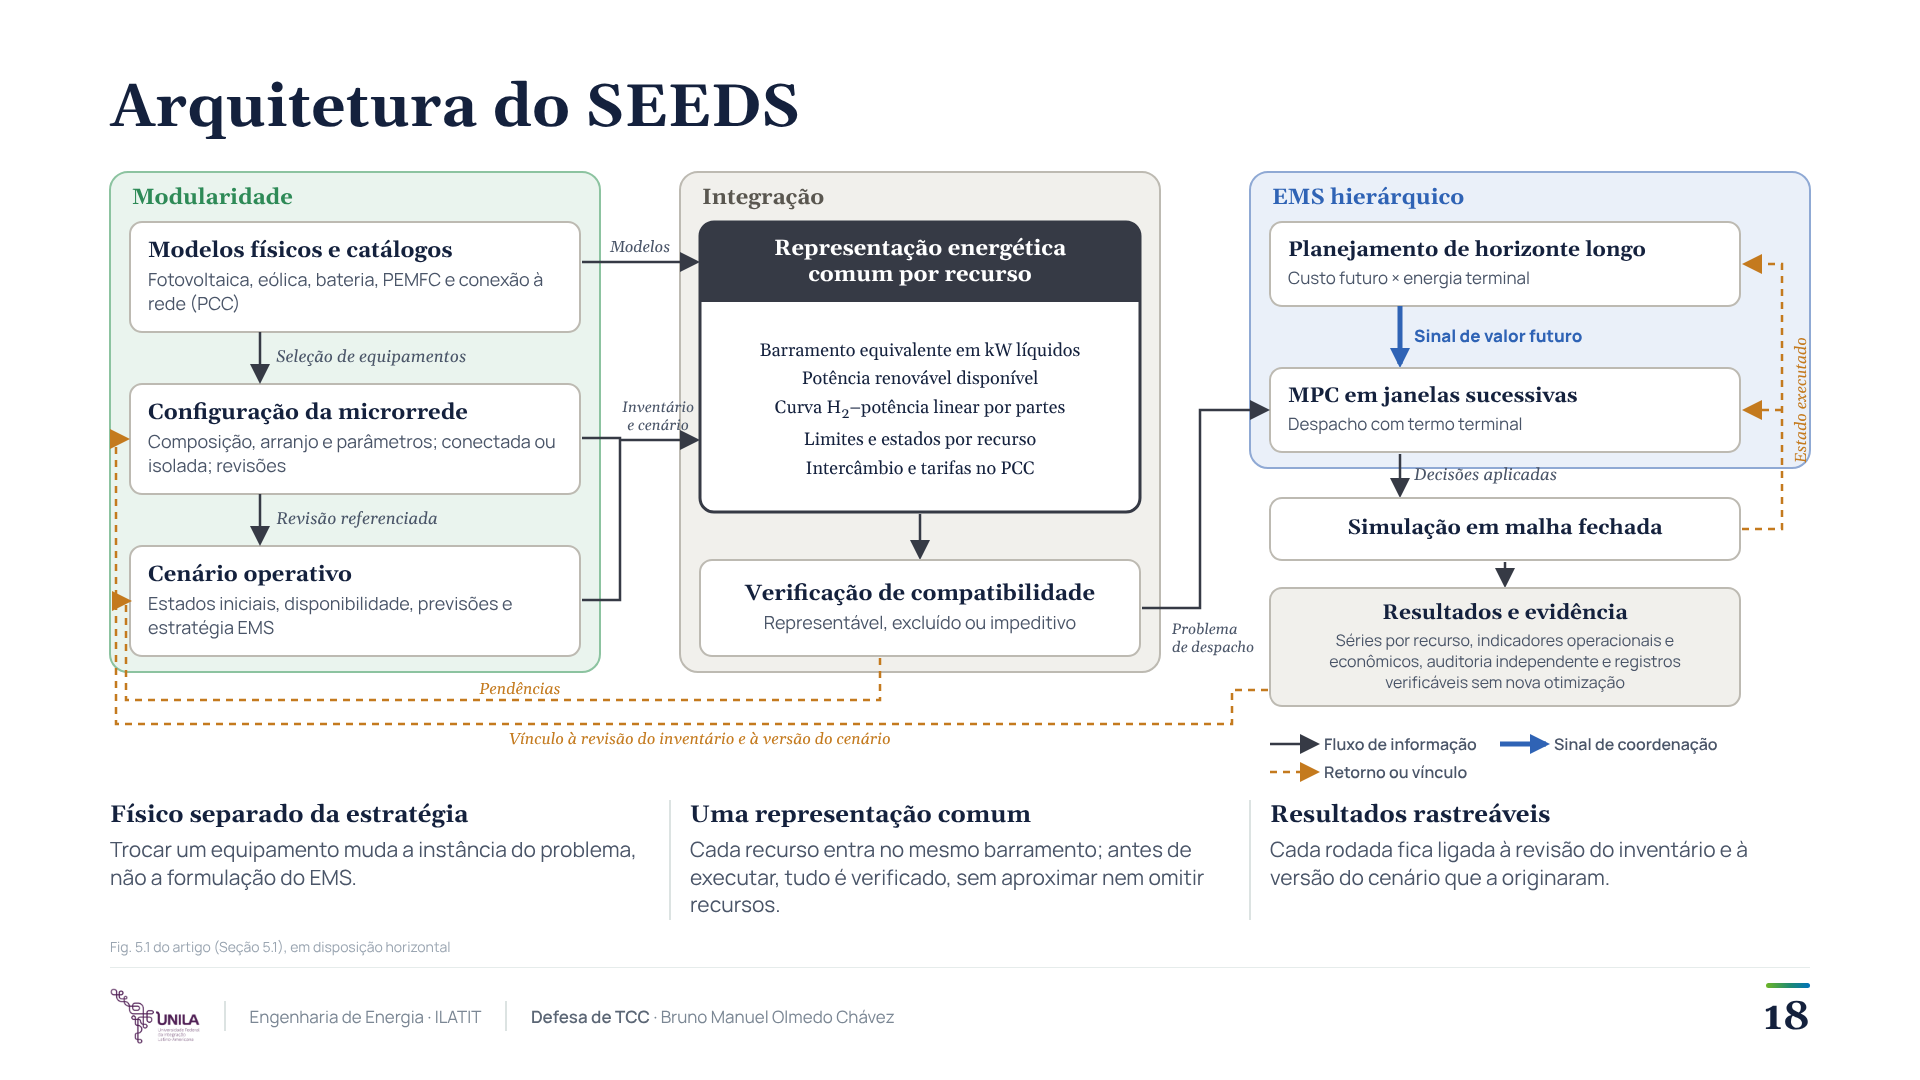 Arquitetura do SEEDS
Modularidade
Modelos físicos e catálogos
Fotovoltaica, eólica, bateria, PEMFC e conexão à
rede (PCC)
Seleção de equipamentos
Configuração da microrrede
Composição, arranjo e parâmetros; conectada ou
isolada; revisões
Revisão referenciada
Cenário operativo
Estados iniciais, disponibilidade, previsões e
estratégia EMS
Modelos
Inventário
e cenário
Integração
Representação energética
comum por recurso
Barramento equivalente em kW líquidos
Potência renovável disponível
Curva H₂–potência linear por partes
Limites e estados por recurso
Intercâmbio e tarifas no PCC
Verificação de compatibilidade
Representável, excluído ou impeditivo
Problema
de despacho
Pendências
Vínculo à revisão do inventário e à versão do cenário
EMS hierárquico
Planejamento de horizonte longo
Custo futuro × energia terminal
Sinal de valor futuro
MPC em janelas sucessivas
Despacho com termo terminal
Estado executado
Decisões aplicadas
Simulação em malha fechada
Resultados e evidência
Séries por recurso, indicadores operacionais e
econômicos, auditoria independente e registros
verificáveis sem nova otimização
Fluxo de informação
Sinal de coordenação
Retorno ou vínculo
Físico separado da estratégia
Trocar um equipamento muda a instância do problema,
não a formulação do EMS.
Uma representação comum
Cada recurso entra no mesmo barramento; antes de
executar, tudo é verificado, sem aproximar nem omitir
recursos.
Resultados rastreáveis
Cada rodada fica ligada à revisão do inventário e à
versão do cenário que a originaram.
Fig. 5.1 do artigo (Seção 5.1), em disposição horizontal
UNILA
Universidade Federal
da Integração
Latino-Americana
Engenharia de Energia · ILATIT
Defesa de TCC · Bruno Manuel Olmedo Chávez
18